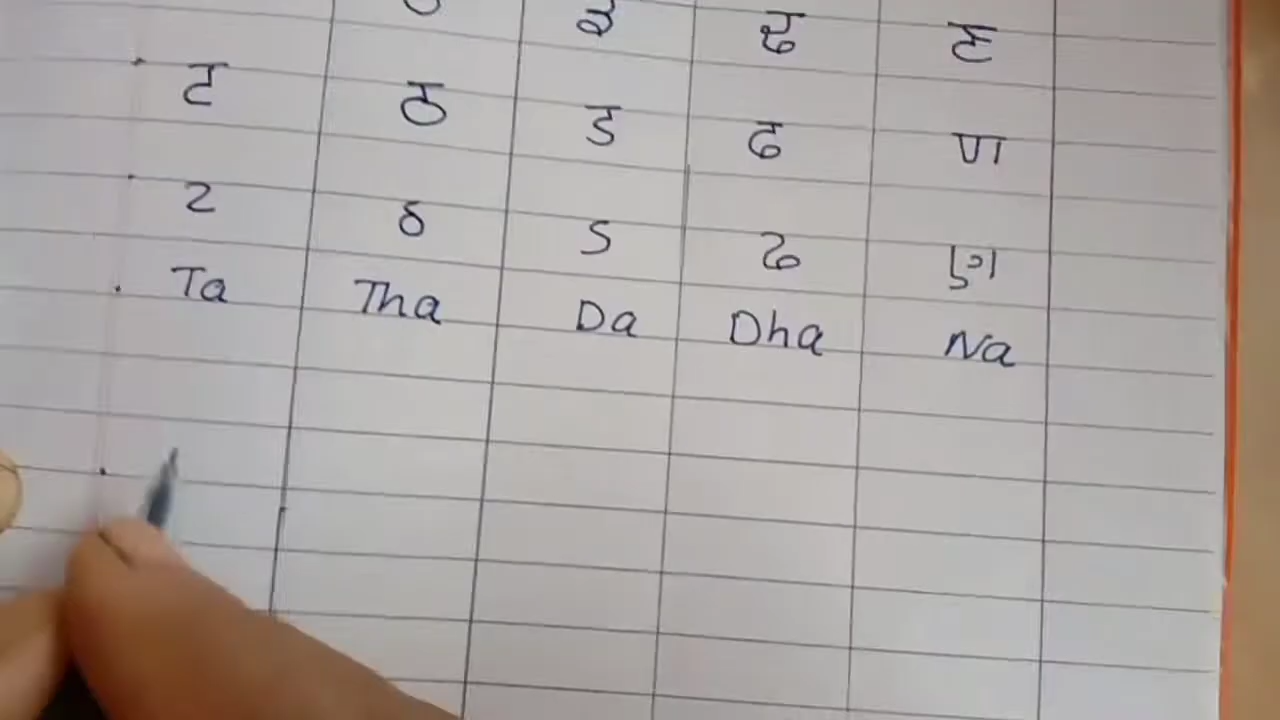 ਡ ਢ ਣ
ट ठ ड ढ ण
ટ ઠ ડ ઢ ણ
Ta Tha Da Dha Na